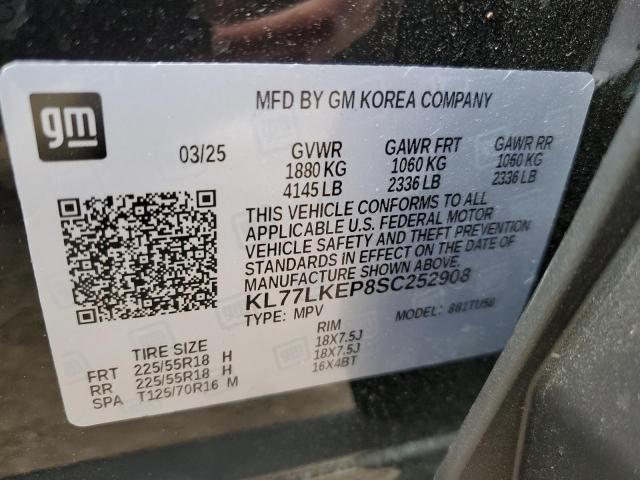 gm
MFD BY GM KOREA COMPANY
03/25 GVWR GAWR FRT GAWR RR
1880 KG 1060 KG 1060 KG
4145 LB 2336 LB 2336 LB
THIS VEHICLE CONFORMS TO ALL
APPLICABLE U.S. FEDERAL MOTOR
VEHICLE SAFETY AND THEFT PREVENTION
STANDARDS IN EFFECT ON THE DATE OF
MANUFACTURE SHOWN ABOVE.
KL77LKEP8SC252908
TYPE: MPV MODEL: 881TU58
TIRE SIZE RIM
FRT 225/55R18 H 18X7.5J
RR 225/55R18 H 18X7.5J
SPA T125/70R16 M 16X4BT